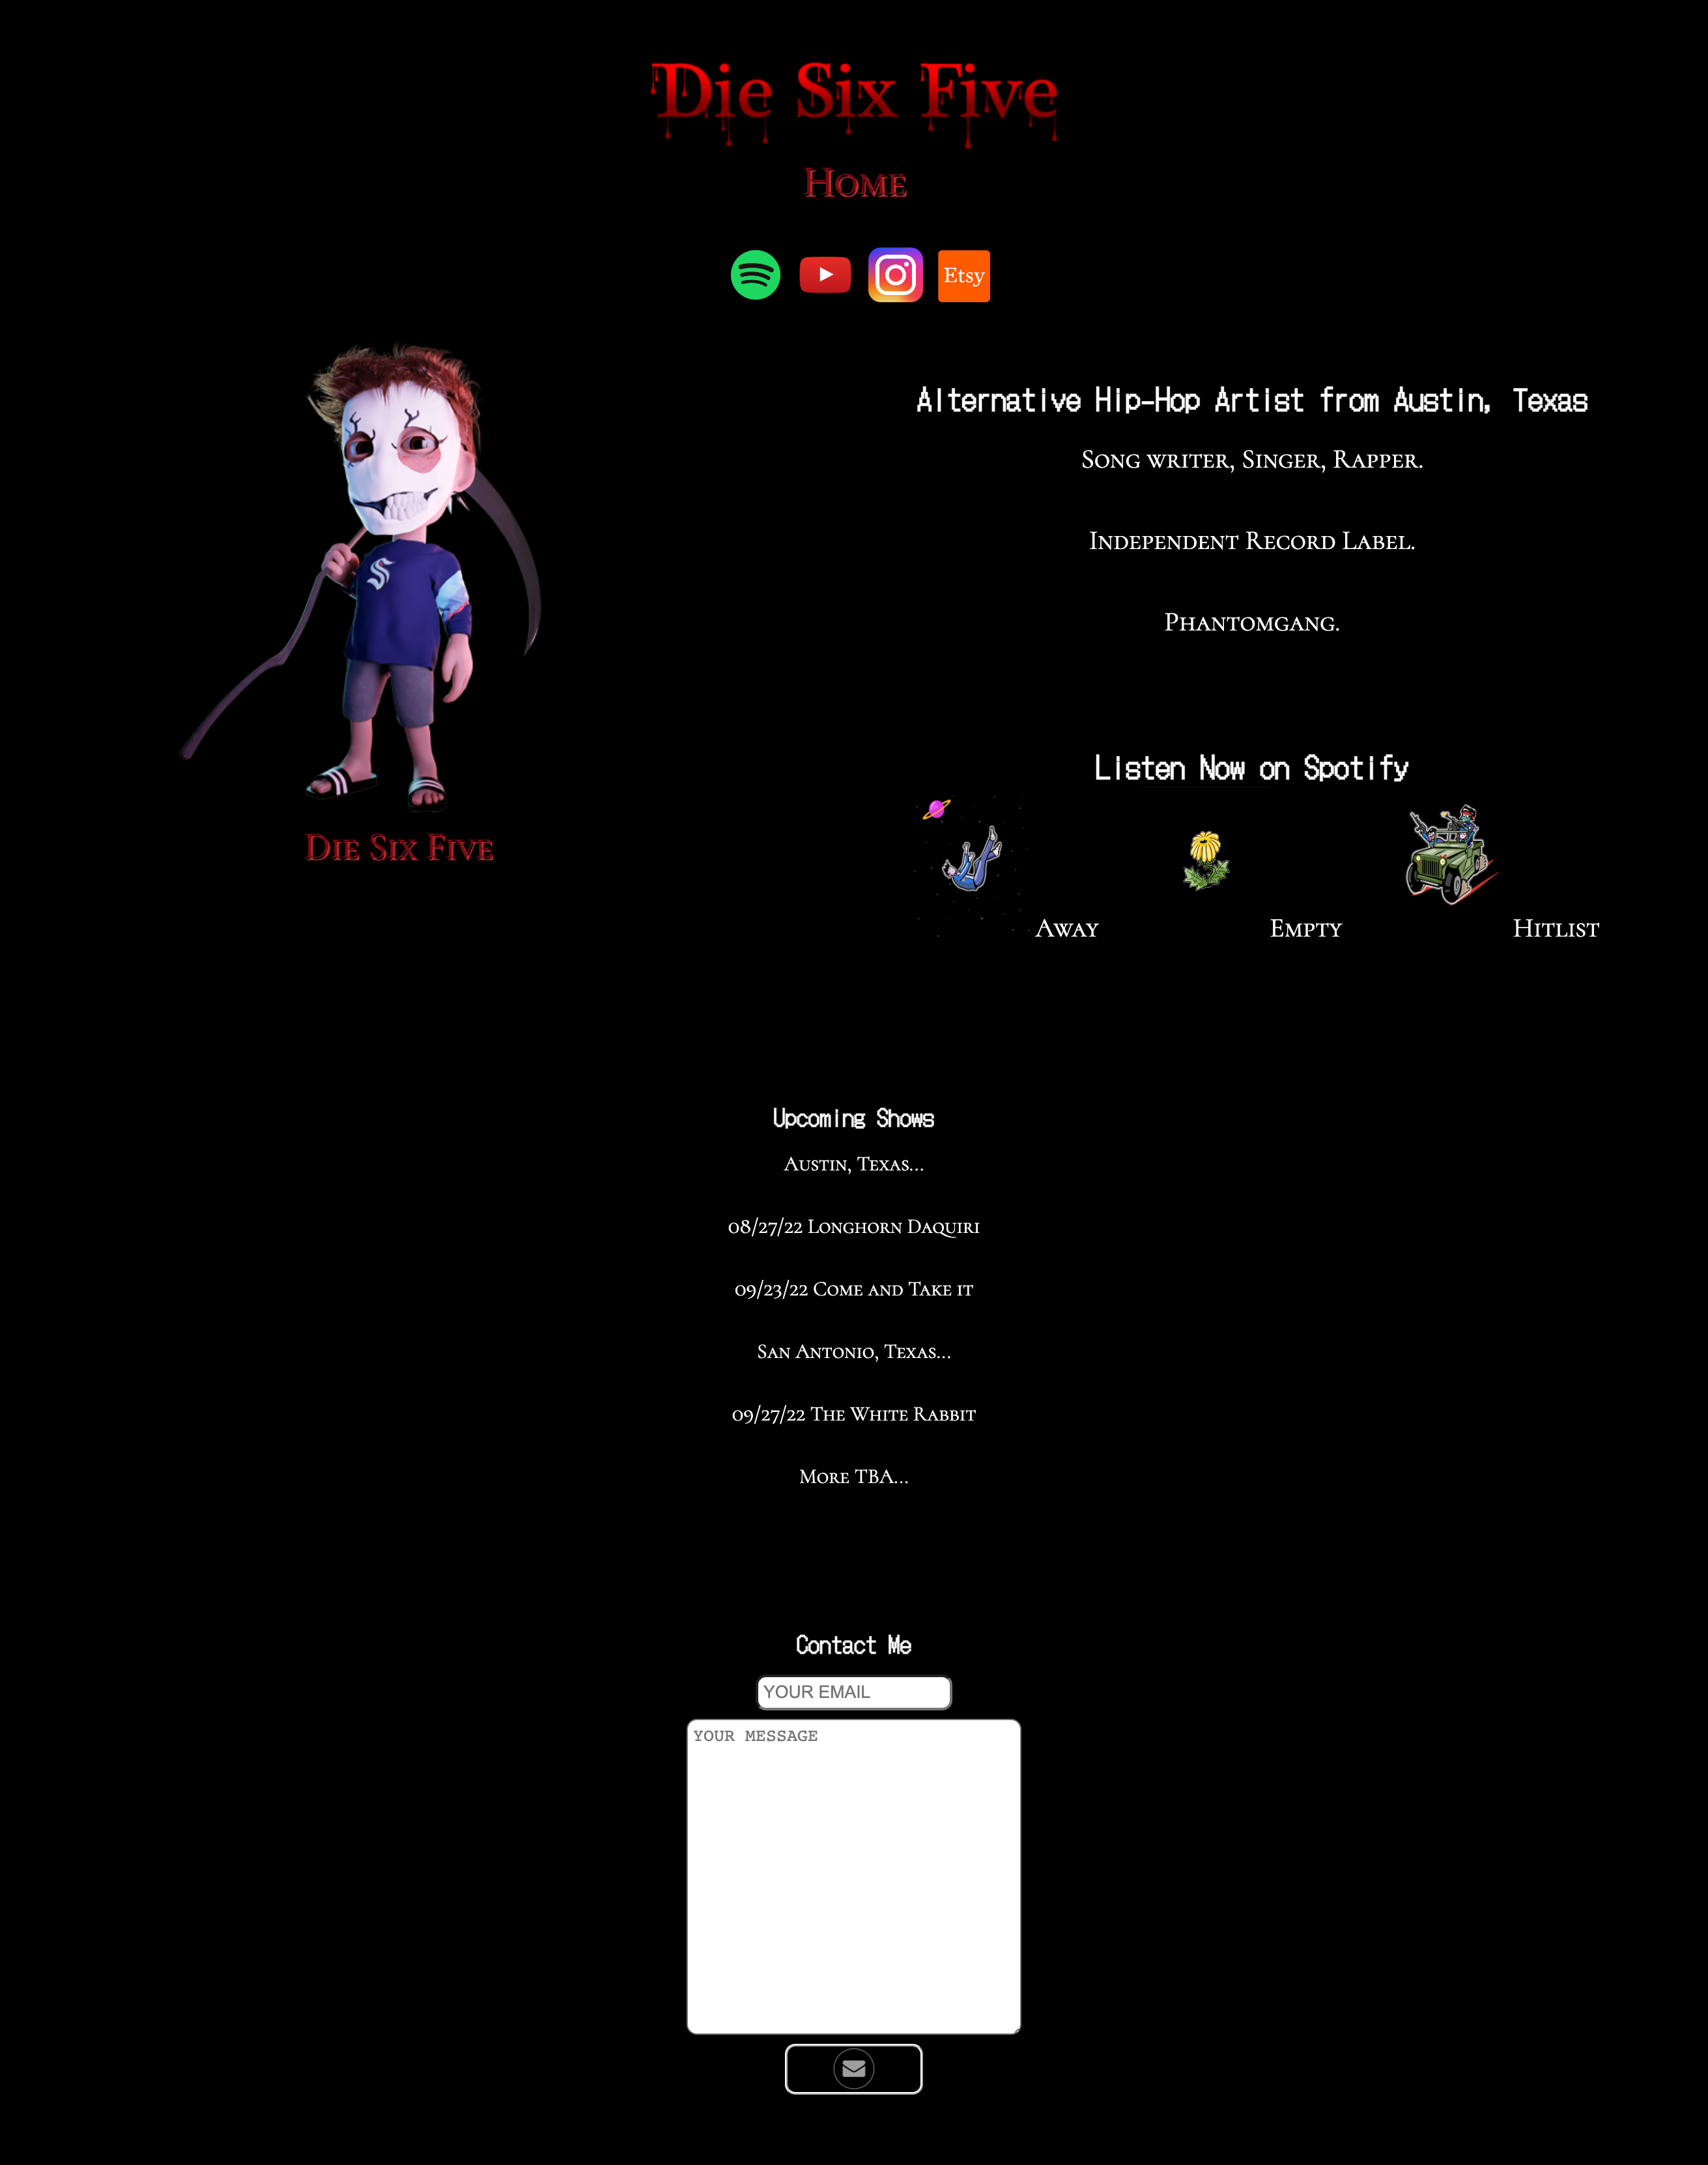 Die Six Five
Home
Etsy
Alternative Hip-Hop Artist from Austin, Texas
Song writer, Singer, Rapper.
Independent Record Label.
Phantomgang.
Die Six Five
Listen Now on Spotify
Away
Empty
Hitlist
Upcoming Shows
Austin, Texas...
08/27/22 Longhorn Daquiri
09/23/22 Come and Take it
San Antonio, Texas...
09/27/22 The White Rabbit
More TBA...
Contact Me
YOUR EMAIL
YOUR MESSAGE